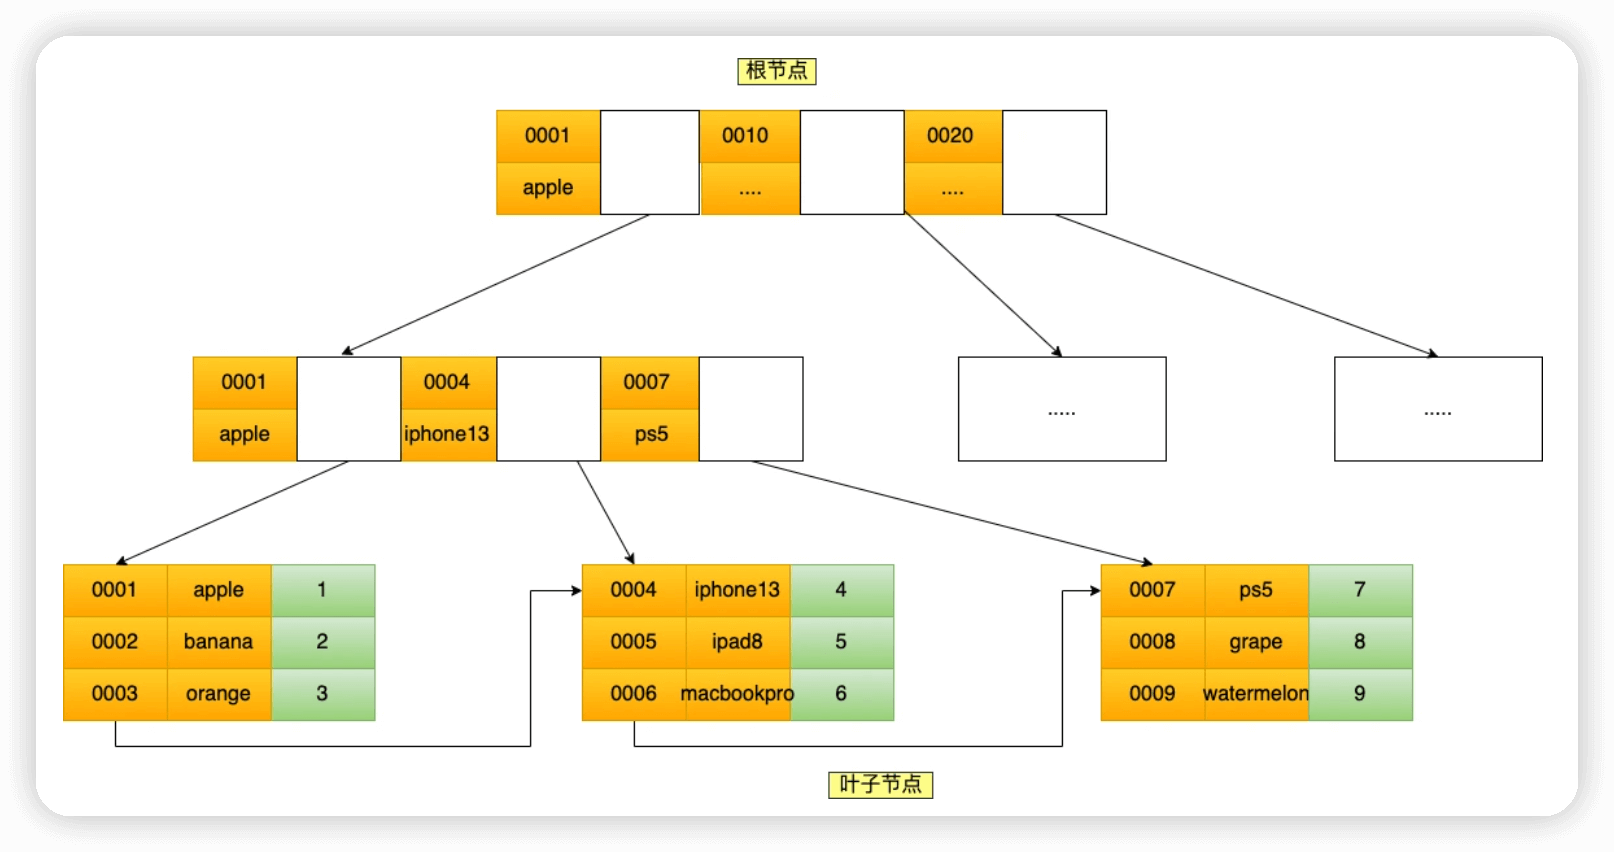 根节点
0001 0010 0020
apple .... ....
0001 0004 0007
apple iphone13 ps5 ..... .....
0001 apple 1 0004 iphone13 4 0007 ps5 7
0002 banana 2 0005 ipad8 5 0008 grape 8
0003 orange 3 0006 macbookpro 6 0009 watermelon 9
叶子节点